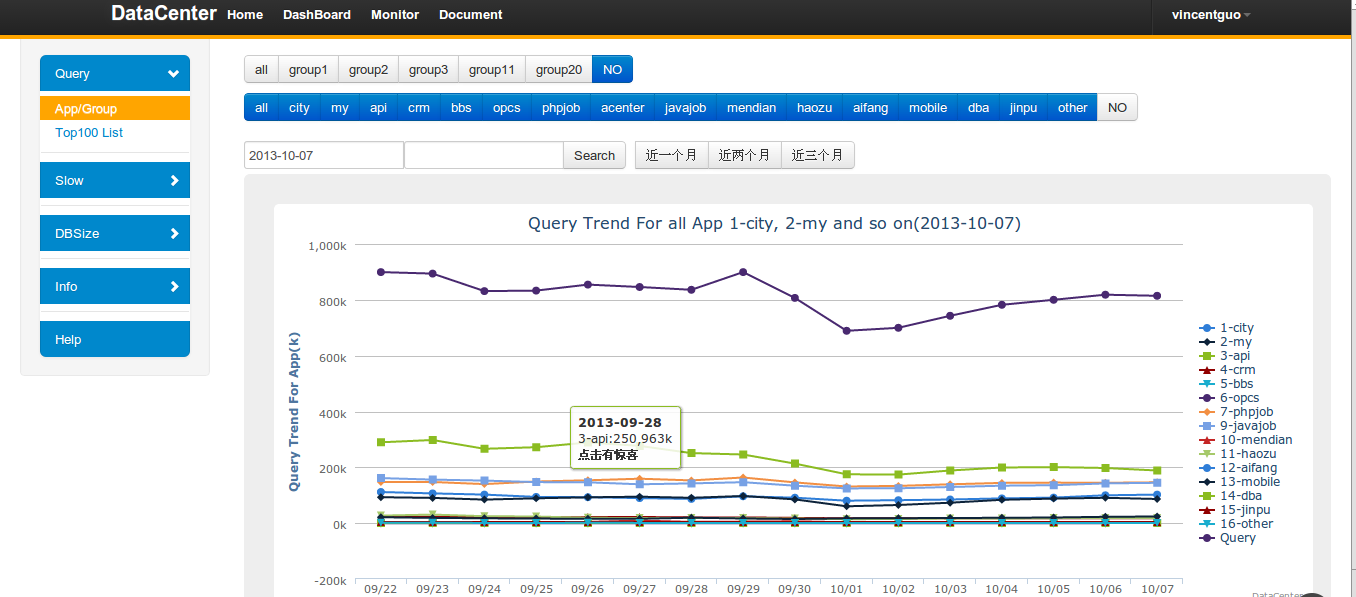 DataCenter Home DashBoard Monitor Document vincentguo
Query
App/Group
Top100 List
Slow
DBSize
Info
Help
all group1 group2 group3 group11 group20 NO
all city my api crm bbs opcs phpjob acenter javajob mendian haozu aifang mobile dba jinpu other NO
2013-10-07 Search 近一个月 近两个月 近三个月
Query Trend For all App 1-city, 2-my and so on(2013-10-07)
Query Trend For App(k)
1,000k
800k
600k
400k
200k
0k
-200k
2013-09-28
3-api:250,963k
点击有惊喜
09/22 09/23 09/24 09/25 09/26 09/27 09/28 09/29 09/30 10/01 10/02 10/03 10/04 10/05 10/06 10/07
1-city
2-my
3-api
4-crm
5-bbs
6-opcs
7-phpjob
9-javajob
10-mendian
11-haozu
12-aifang
13-mobile
14-dba
15-jinpu
16-other
Query
DataCenter